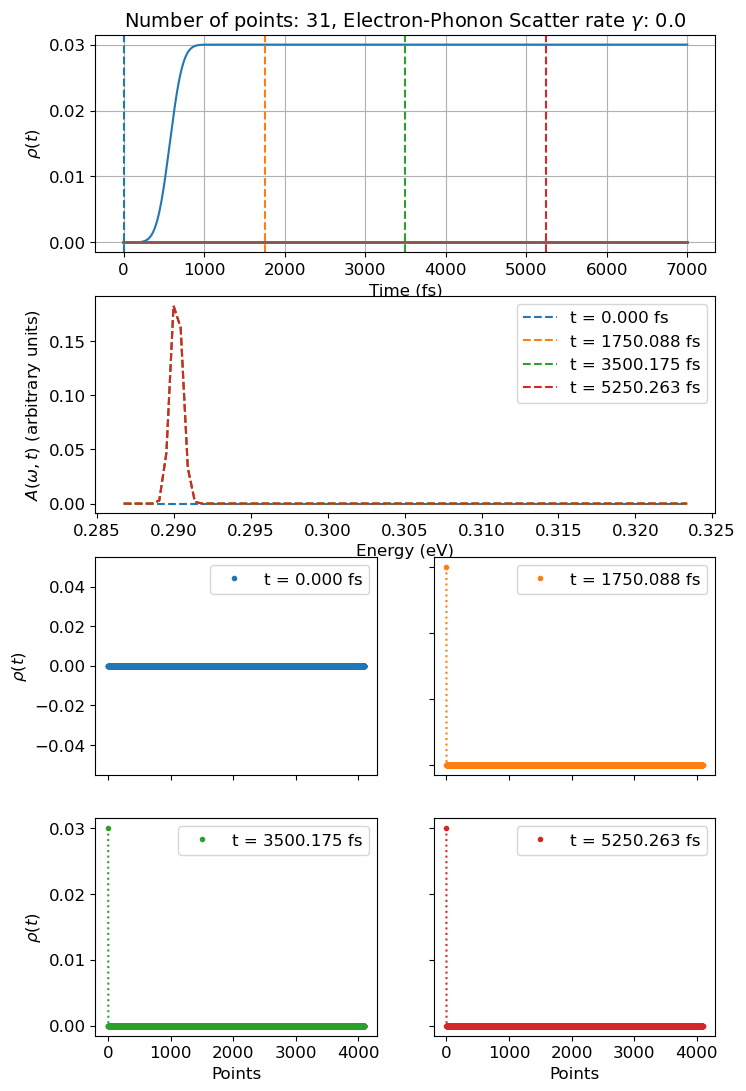 Number of points: 31, Electron-Phonon Scatter rate γ: 0.0
0.03
0.02
0.01
0.00
ρ(t)
0 1000 2000 3000 4000 5000 6000 7000
Time (fs)
0.15
0.10
0.05
0.00
A(ω, t) (arbitrary units)
t = 0.000 fs
t = 1750.088 fs
t = 3500.175 fs
t = 5250.263 fs
0.285 0.290 0.295 0.300 0.305 0.310 0.315 0.320 0.325
Energy (eV)
0.04
0.02
0.00
−0.02
−0.04
ρ(t)
t = 0.000 fs
t = 1750.088 fs
0.03
0.02
0.01
0.00
ρ(t)
t = 3500.175 fs
0 1000 2000 3000 4000
Points
t = 5250.263 fs
0 1000 2000 3000 4000
Points